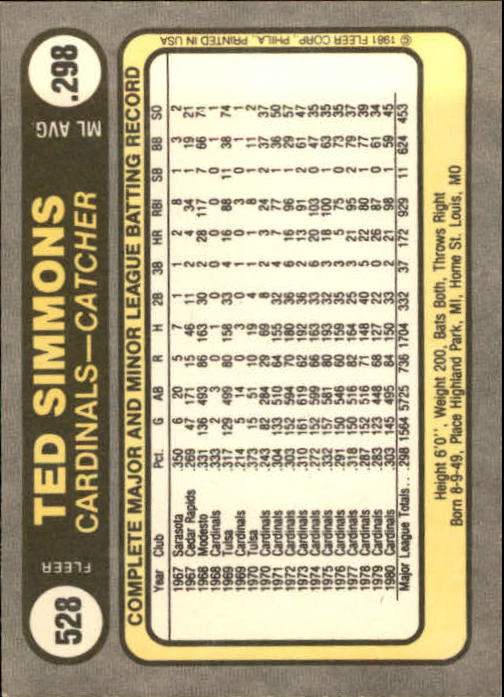 528
FLEER
TED SIMMONS
CARDINALS—CATCHER
ML AVG.
.298
COMPLETE MAJOR AND MINOR LEAGUE BATTING RECORD
Year Club Pct. G AB R H 2B 3B HR RBI SB BB SO
1967 Sarasota .350 6 20 5 7 1 1 2 8 1 3 2
1967 Cedar Rapids .269 47 171 15 46 11 2 4 34 1 19 21
1968 Modesto .331 136 493 86 163 30 2 28 117 7 66 71
1968 Cardinals .333 2 3 0 1 0 0 0 0 0 1 1
1969 Tulsa .317 129 499 80 158 33 4 16 88 11 38 74
1969 Cardinals .214 5 14 0 3 0 1 0 3 0 1 1
1970 Tulsa .373 15 51 10 19 4 1 1 8 1 11 2
1970 Cardinals .243 82 284 29 69 8 2 3 24 2 37 37
1971 Cardinals .304 133 510 64 155 32 4 7 77 1 36 50
1972 Cardinals .303 152 594 70 180 36 6 16 96 1 29 57
1973 Cardinals .310 161 619 62 192 36 2 13 91 2 61 47
1974 Cardinals .272 152 599 66 163 33 6 20 103 0 47 35
1975 Cardinals .332 157 581 80 193 32 3 18 100 1 63 35
1976 Cardinals .291 150 546 60 159 35 3 5 75 0 73 35
1977 Cardinals .318 150 516 82 164 25 3 21 95 2 79 37
1978 Cardinals .287 152 516 71 148 40 5 22 80 1 77 39
1979 Cardinals .283 123 448 68 127 22 0 26 87 0 61 34
1980 Cardinals .303 145 495 84 150 33 2 21 98 1 59 45
Major League Totals.. .298 1564 5725 736 1704 332 37 172 929 11 624 453
Height 6'0'', Weight 200, Bats Both, Throws Right
Born 8-9-49, Place Highland Park, MI, Home St. Louis, MO
© 1981 FLEER CORP., PHILA., PRINTED IN USA